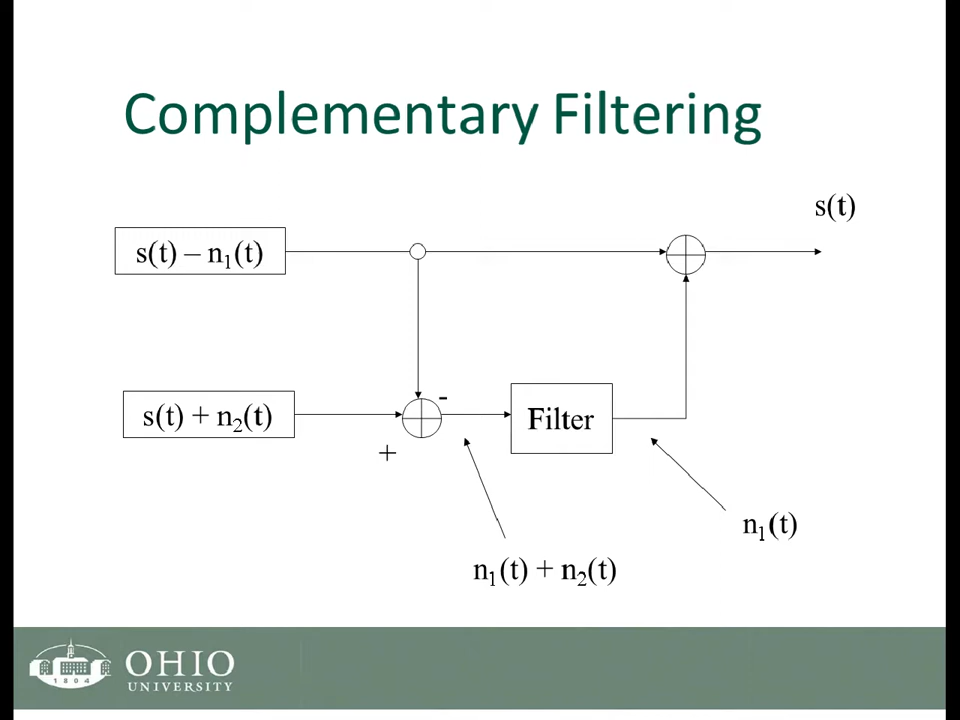 Complementary Filtering
s(t)
s(t) – n₁(t)
-
s(t) + n₂(t)
Filter
+
n₁(t)
n₁(t) + n₂(t)
1804
OHIO
UNIVERSITY